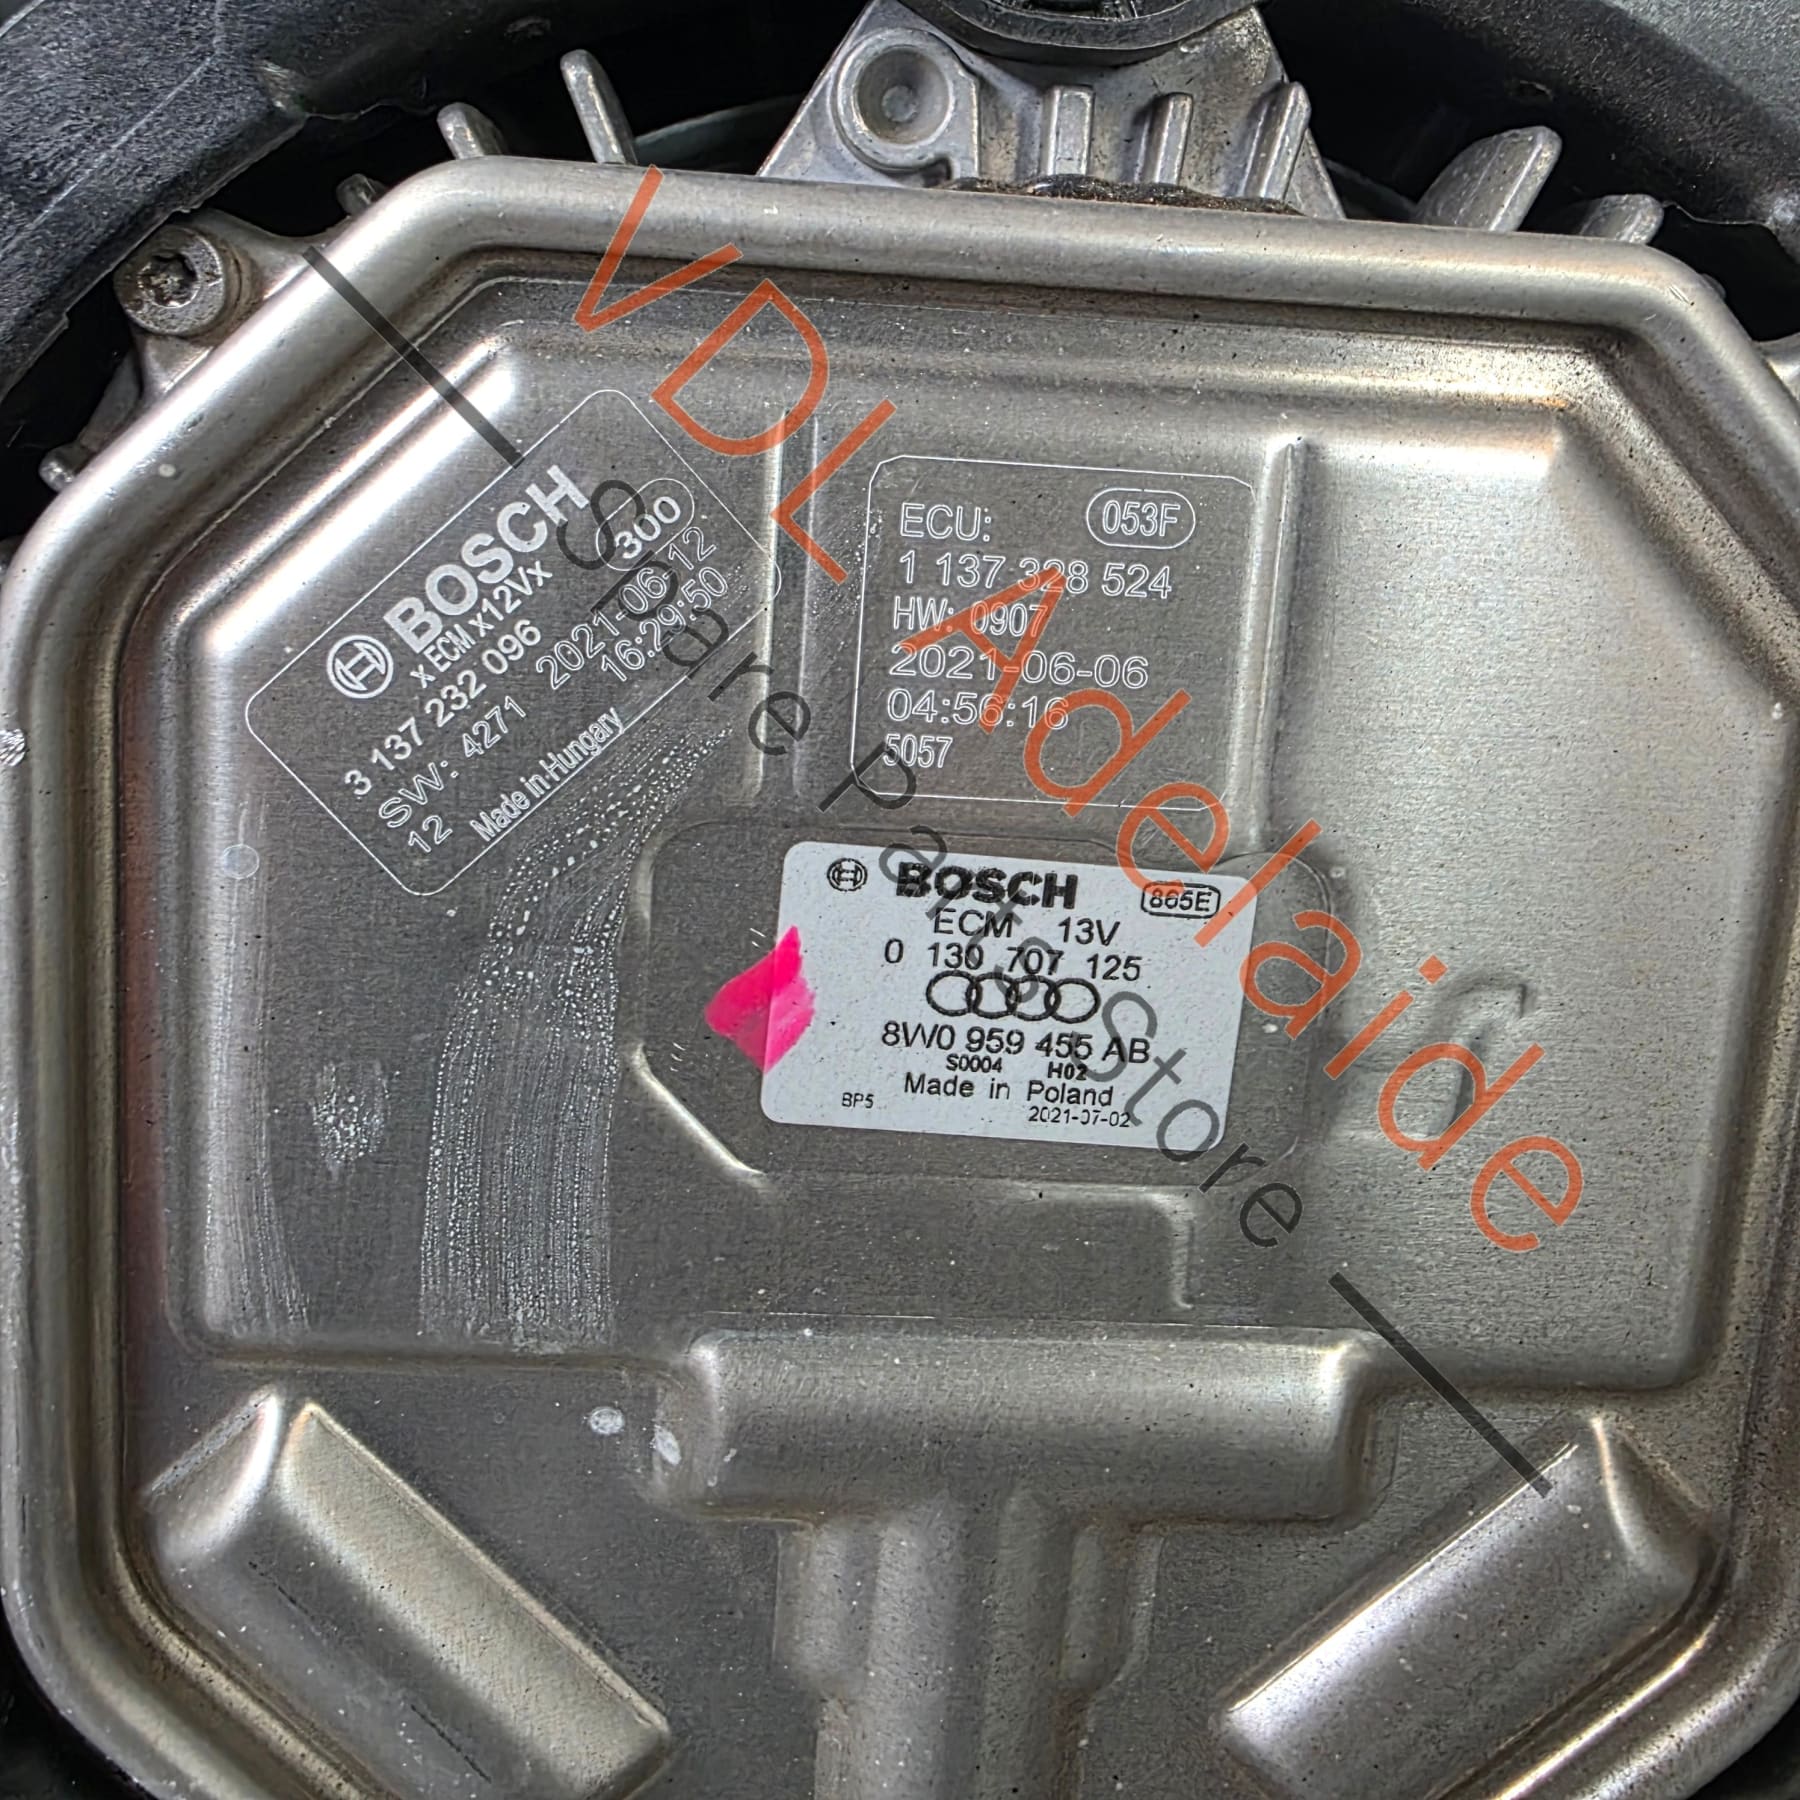 BOSCH
300
x ECM x12Vx
3 137 232 096
SW: 4271 2021-06-12
12 16:29:50
Made in Hungary
ECU: 053F
1 137 328 524
HW: 0907
2021-06-06
04:56:16
5057
BOSCH 865E
ECM 13V
0 130 707 125
8W0 959 455 AB
S0004 H02
Made in Poland
BP5 2021-07-02
VDL Adelaide
Spare Parts Store